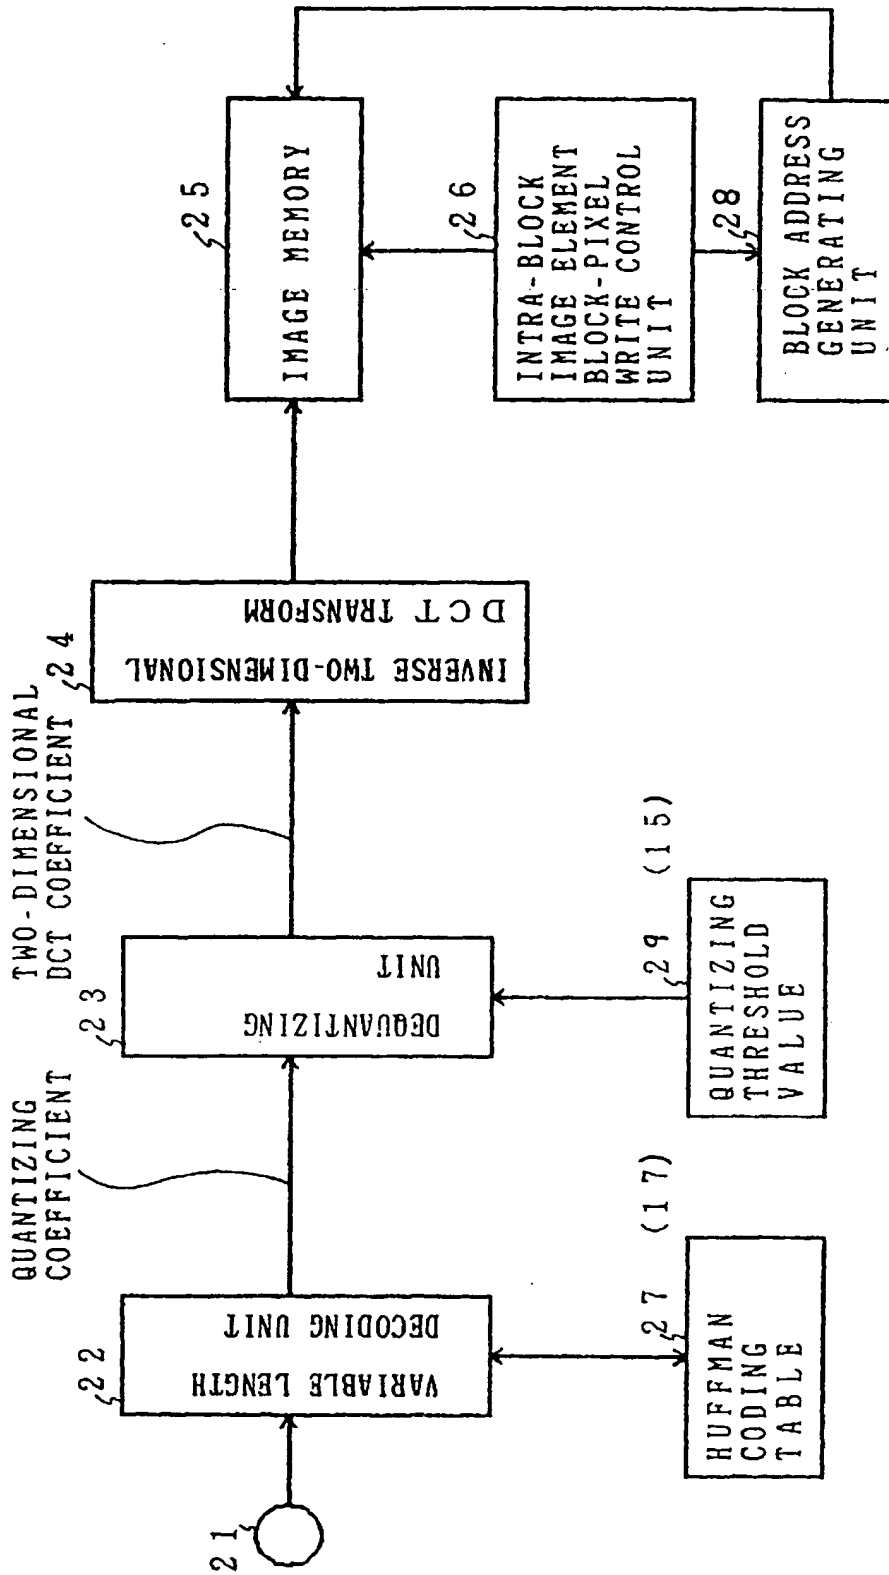 21
22
VARIABLE LENGTH
DECODING UNIT
27 (17)
HUFFMAN
CODING
TABLE
QUANTIZING
COEFFICIENT
23
DEQUANTIZING
UNIT
29 (15)
QUANTIZING
THRESHOLD
VALUE
TWO-DIMENSIONAL
DCT COEFFICIENT
24
INVERSE TWO-DIMENSIONAL
DCT TRANSFORM
25
IMAGE MEMORY
26
INTRA-BLOCK
IMAGE ELEMENT
BLOCK-PIXEL
WRITE CONTROL
UNIT
28
BLOCK ADDRESS
GENERATING
UNIT